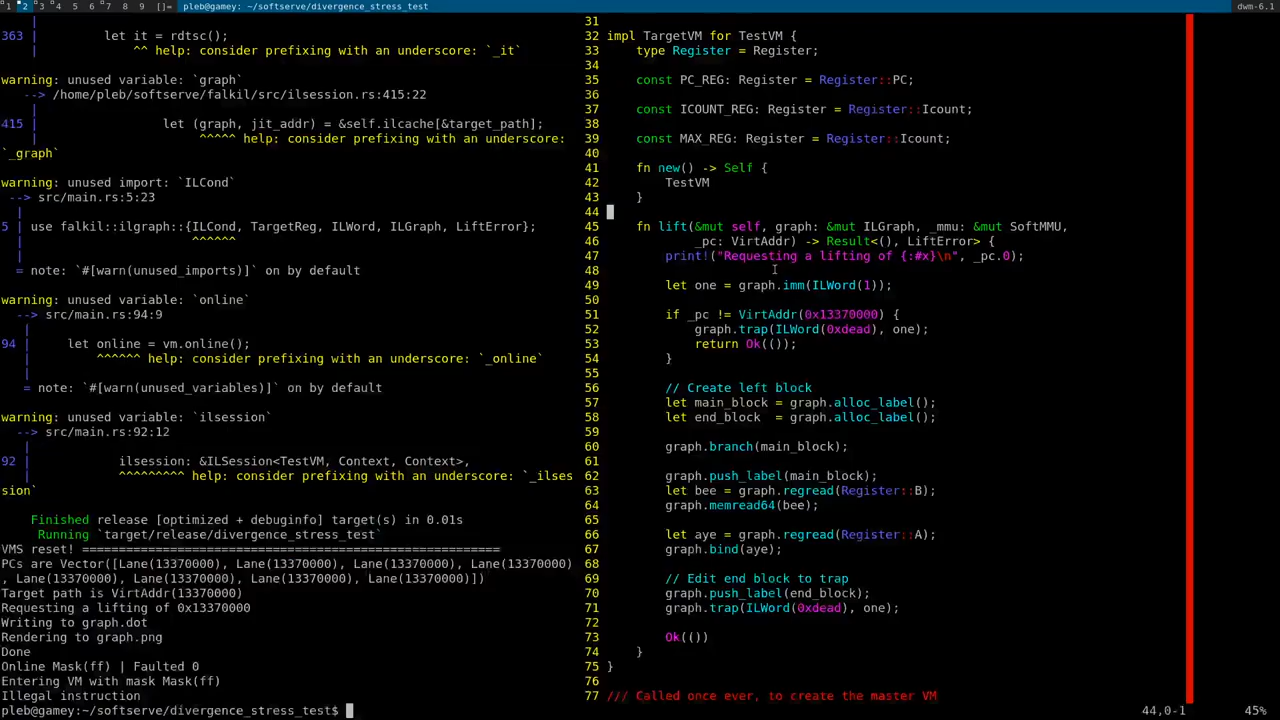 1 2 3 4 5 6 7 8 9 []= pleb@gamey: ~/softserve/divergence_stress_test dwm-6.1
|
363 |         let it = rdtsc();
|             ^^ help: consider prefixing with an underscore: `_it`
warning: unused variable: `graph`
--> /home/pleb/softserve/falkil/src/ilsession.rs:415:22
|
415 |                 let (graph, jit_addr) = &self.ilcache[&target_path];
|                      ^^^^^ help: consider prefixing with an underscore:
`_graph`
warning: unused import: `ILCond`
--> src/main.rs:5:23
|
5 | use falkil::ilgraph::{ILCond, TargetReg, ILWord, ILGraph, LiftError};
|                       ^^^^^^
|
= note: `#[warn(unused_imports)]` on by default
warning: unused variable: `online`
--> src/main.rs:94:9
|
94 |     let online = vm.online();
|         ^^^^^^ help: consider prefixing with an underscore: `_online`
|
= note: `#[warn(unused_variables)]` on by default
warning: unused variable: `ilsession`
--> src/main.rs:92:12
|
92 |            ilsession: &ILSession<TestVM, Context, Context>,
|            ^^^^^^^^^ help: consider prefixing with an underscore: `_ilses
sion`
Finished release [optimized + debuginfo] target(s) in 0.01s
Running `target/release/divergence_stress_test`
VMS reset! =========================================================
PCs are Vector([Lane(13370000), Lane(13370000), Lane(13370000), Lane(13370000)
, Lane(13370000), Lane(13370000), Lane(13370000), Lane(13370000)])
Target path is VirtAddr(13370000)
Requesting a lifting of 0x13370000
Writing to graph.dot
Rendering to graph.png
Done
Online Mask(ff) | Faulted 0
Entering VM with mask Mask(ff)
Illegal instruction
pleb@gamey:~/softserve/divergence_stress_test$
31
32 impl TargetVM for TestVM {
33     type Register = Register;
34
35     const PC_REG: Register = Register::PC;
36
37     const ICOUNT_REG: Register = Register::Icount;
38
39     const MAX_REG: Register = Register::Icount;
40
41     fn new() -> Self {
42         TestVM
43     }
44
45     fn lift(&mut self, graph: &mut ILGraph, _mmu: &mut SoftMMU,
46             _pc: VirtAddr) -> Result<(), LiftError> {
47         print!("Requesting a lifting of {:#x}\n", _pc.0);
48
49         let one = graph.imm(ILWord(1));
50
51         if _pc != VirtAddr(0x13370000) {
52             graph.trap(ILWord(0xdead), one);
53             return Ok(());
54         }
55
56         // Create left block
57         let main_block = graph.alloc_label();
58         let end_block  = graph.alloc_label();
59
60         graph.branch(main_block);
61
62         graph.push_label(main_block);
63         let bee = graph.regread(Register::B);
64         graph.memread64(bee);
65
66         let aye = graph.regread(Register::A);
67         graph.bind(aye);
68
69         // Edit end block to trap
70         graph.push_label(end_block);
71         graph.trap(ILWord(0xdead), one);
72
73         Ok(())
74     }
75 }
76
77 /// Called once ever, to create the master VM
44,0-1 45%